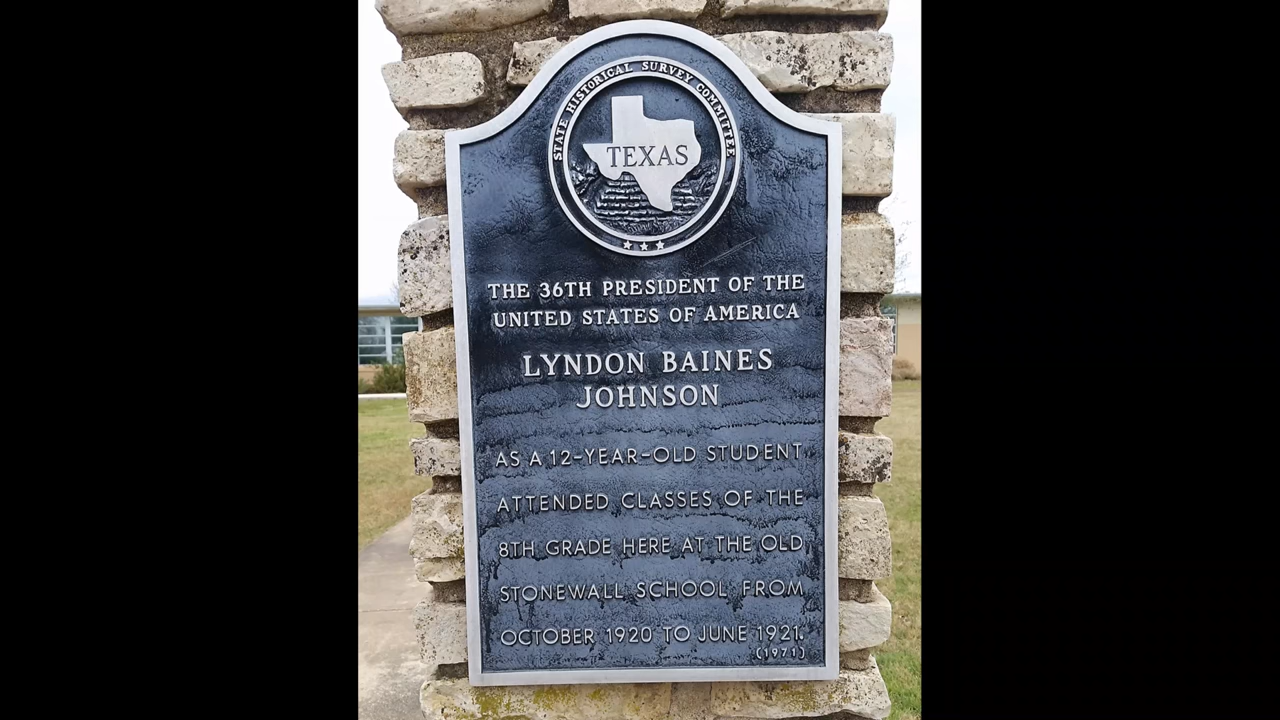 STATE HISTORICAL SURVEY COMMITTEE
TEXAS
THE 36TH PRESIDENT OF THE
UNITED STATES OF AMERICA
LYNDON BAINES
JOHNSON
AS A 12-YEAR-OLD STUDENT
ATTENDED CLASSES OF THE
8TH GRADE HERE AT THE OLD
STONEWALL SCHOOL FROM
OCTOBER 1920 TO JUNE 1921.
(1971)